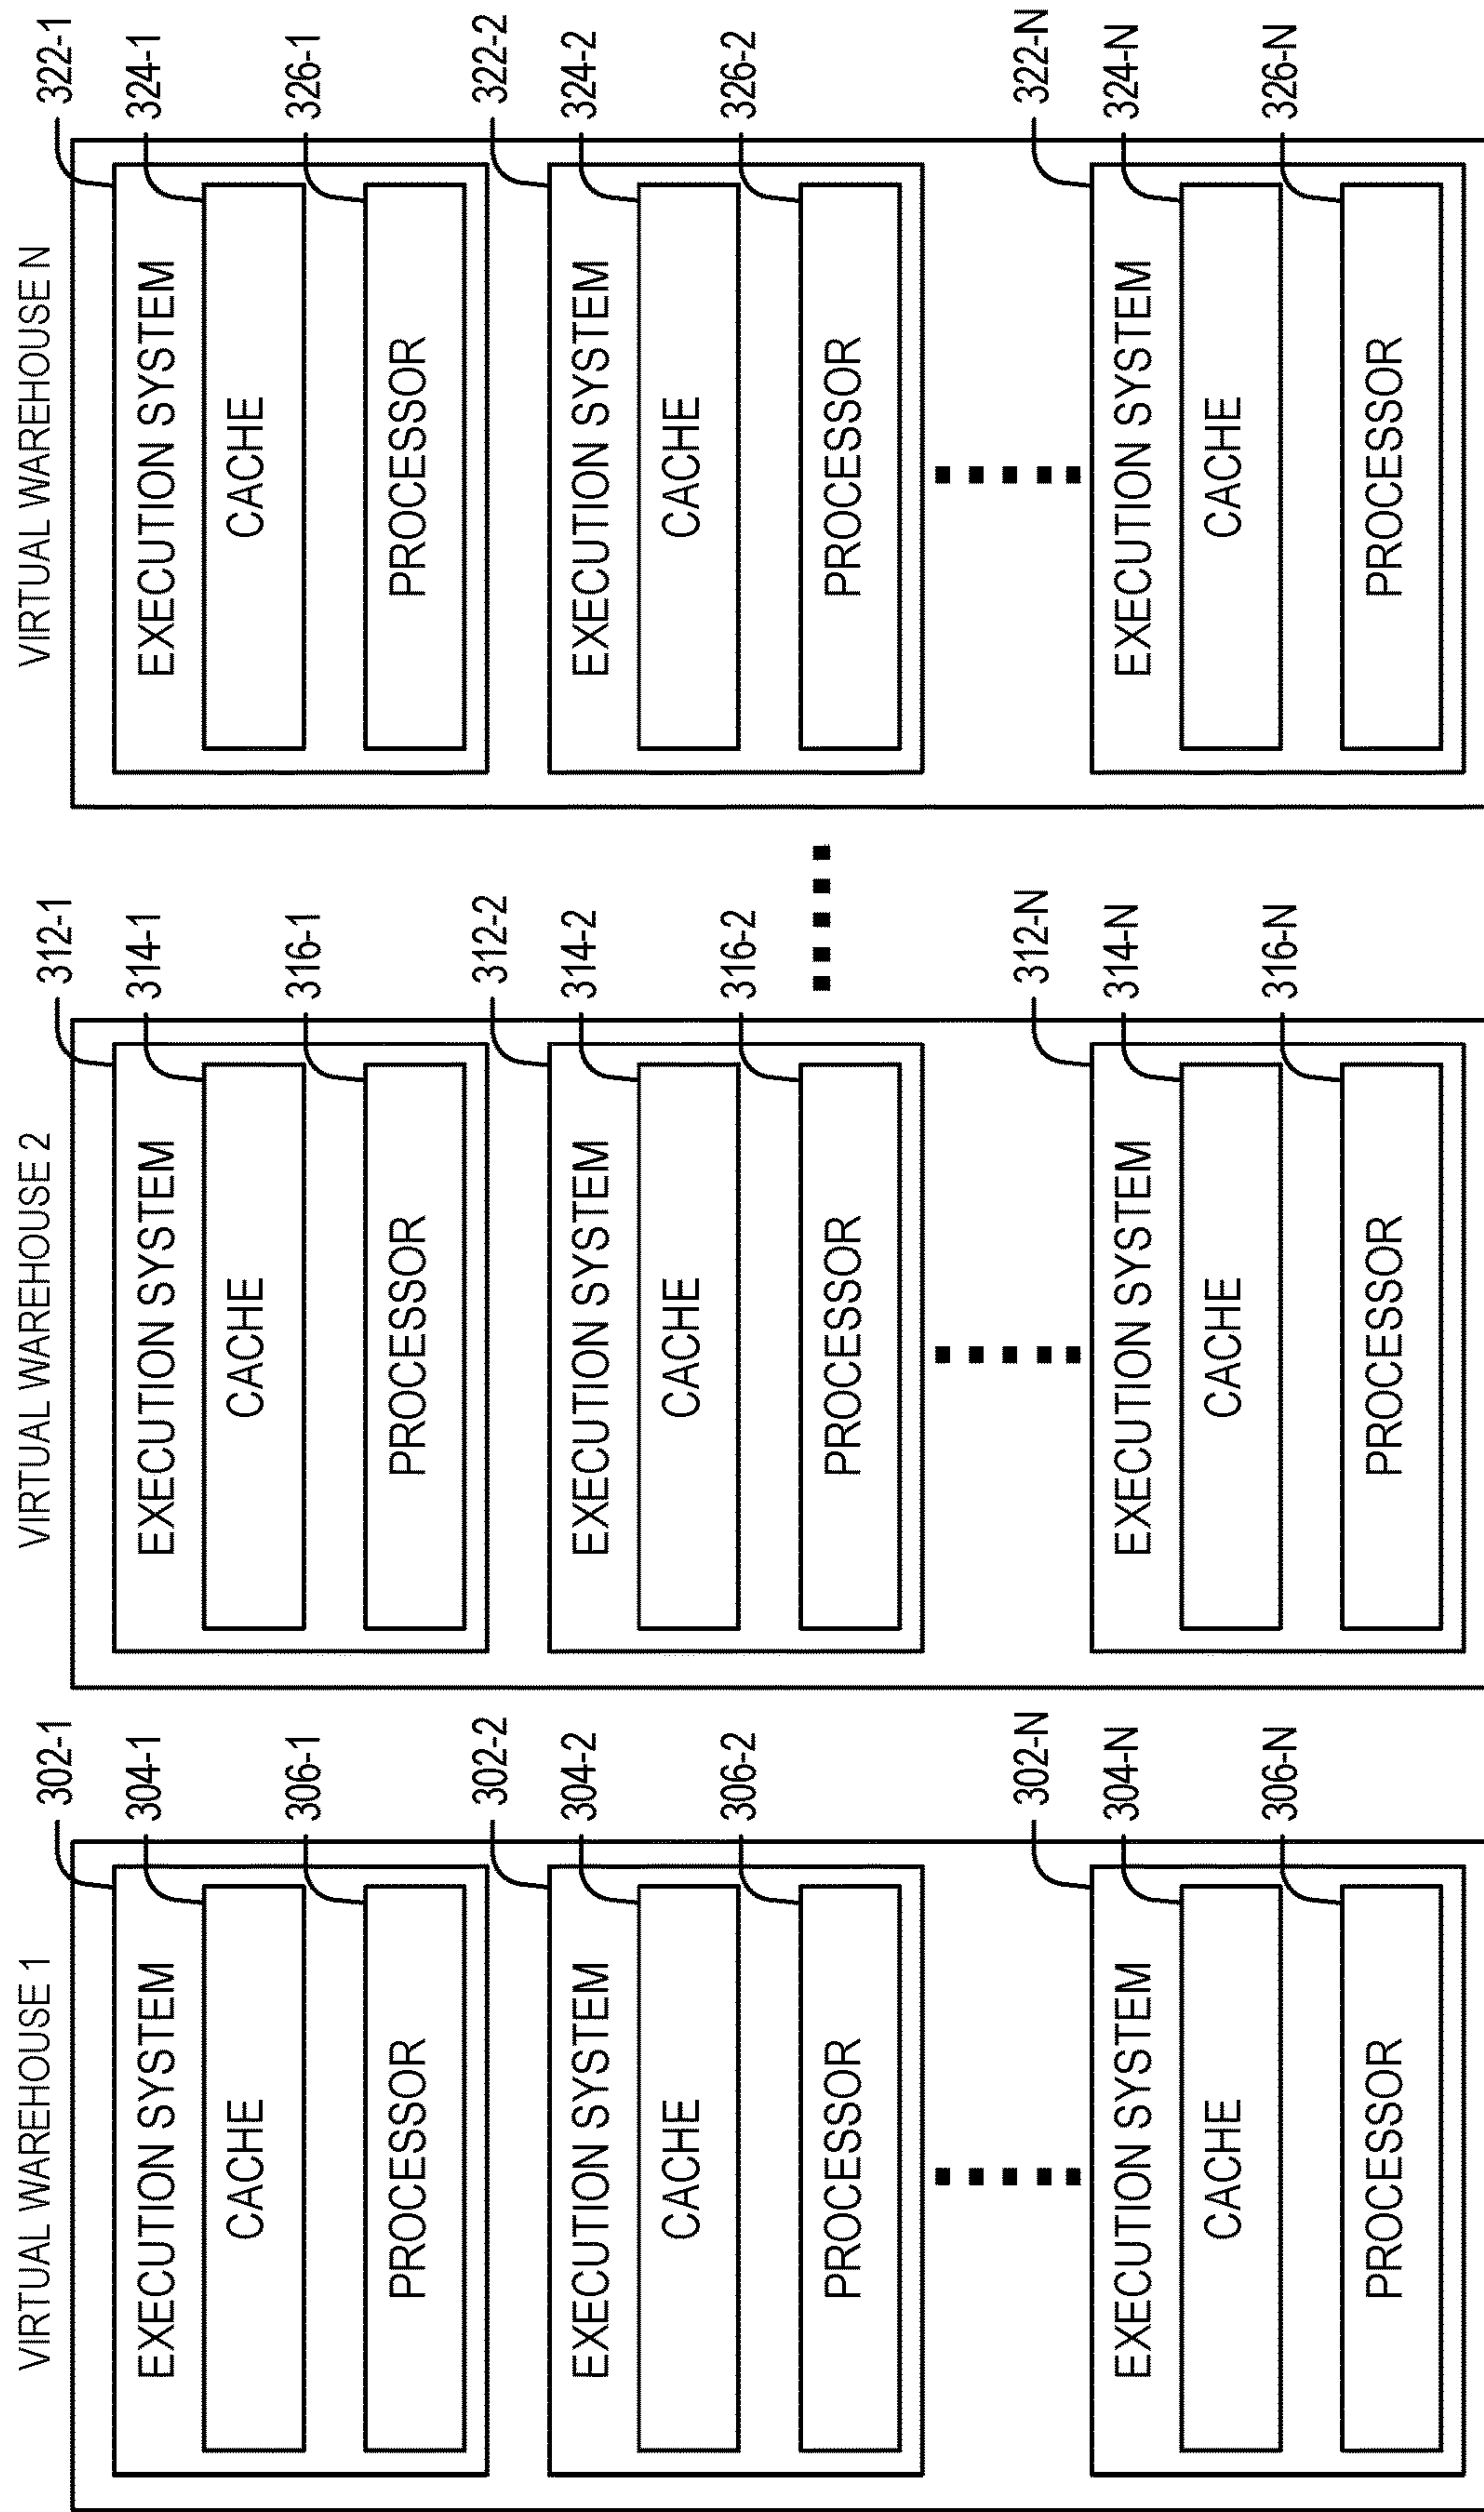 VIRTUAL WAREHOUSE 1
302-1
EXECUTION SYSTEM
304-1
CACHE
306-1
PROCESSOR
302-2
EXECUTION SYSTEM
304-2
CACHE
306-2
PROCESSOR
302-N
EXECUTION SYSTEM
304-N
CACHE
306-N
PROCESSOR
VIRTUAL WAREHOUSE 2
312-1
EXECUTION SYSTEM
314-1
CACHE
316-1
PROCESSOR
312-2
EXECUTION SYSTEM
314-2
CACHE
316-2
PROCESSOR
312-N
EXECUTION SYSTEM
314-N
CACHE
316-N
PROCESSOR
VIRTUAL WAREHOUSE N
322-1
EXECUTION SYSTEM
324-1
CACHE
326-1
PROCESSOR
322-2
EXECUTION SYSTEM
324-2
CACHE
326-2
PROCESSOR
322-N
EXECUTION SYSTEM
324-N
CACHE
326-N
PROCESSOR